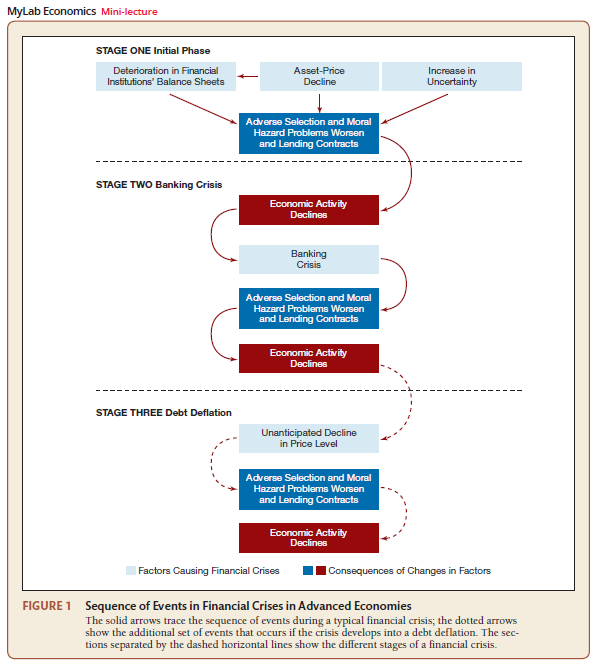 MyLab Economics Mini-lecture
STAGE ONE Initial Phase
Deterioration in Financial
Institutions' Balance Sheets
Asset-Price
Decline
Increase in
Uncertainty
Adverse Selection and Moral
Hazard Problems Worsen
and Lending Contracts
STAGE TWO Banking Crisis
Economic Activity
Declines
Banking
Crisis
Adverse Selection and Moral
Hazard Problems Worsen
and Lending Contracts
Economic Activity
Declines
STAGE THREE Debt Deflation
Unanticipated Decline
in Price Level
Adverse Selection and Moral
Hazard Problems Worsen
and Lending Contracts
Economic Activity
Declines
Factors Causing Financial Crises
Consequences of Changes in Factors
FIGURE 1 Sequence of Events in Financial Crises in Advanced Economies
The solid arrows trace the sequence of events during a typical financial crisis; the dotted arrows
show the additional set of events that occurs if the crisis develops into a debt deflation. The sec-
tions separated by the dashed horizontal lines show the different stages of a financial crisis.